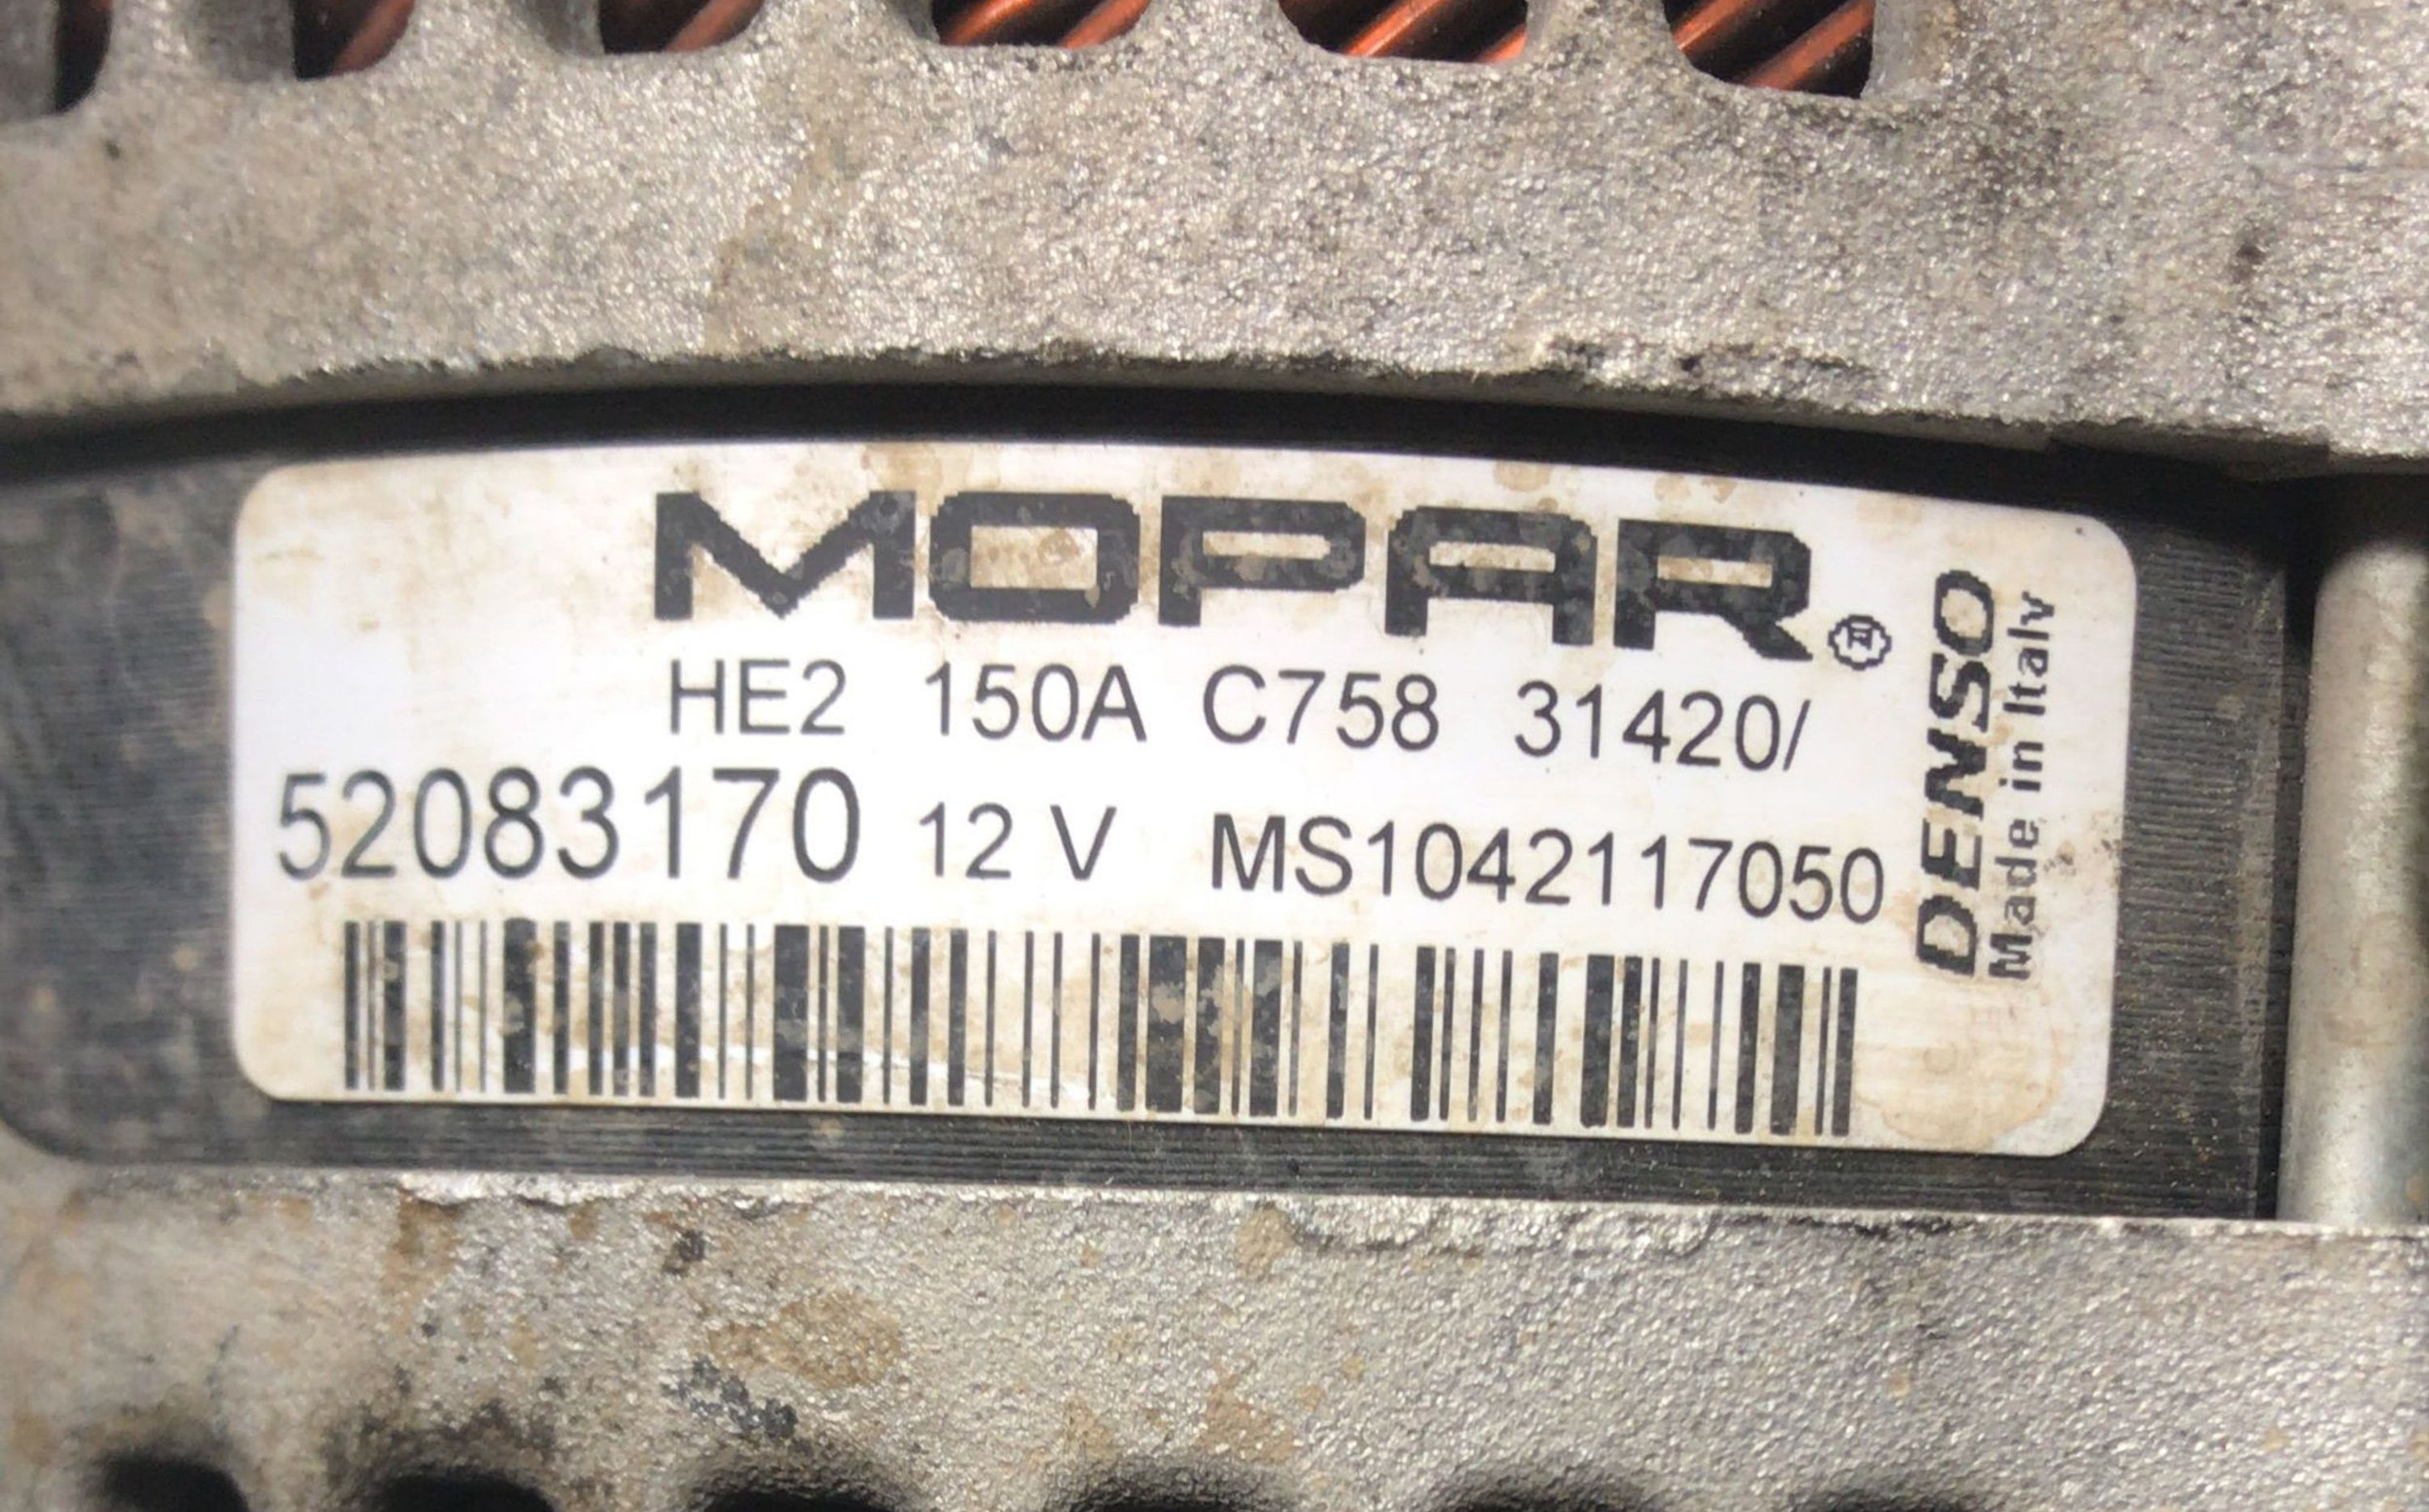 MOPAR®
HE2 150A C758 31420/
52083170 12 V MS1042117050
DENSO
Made in Italy